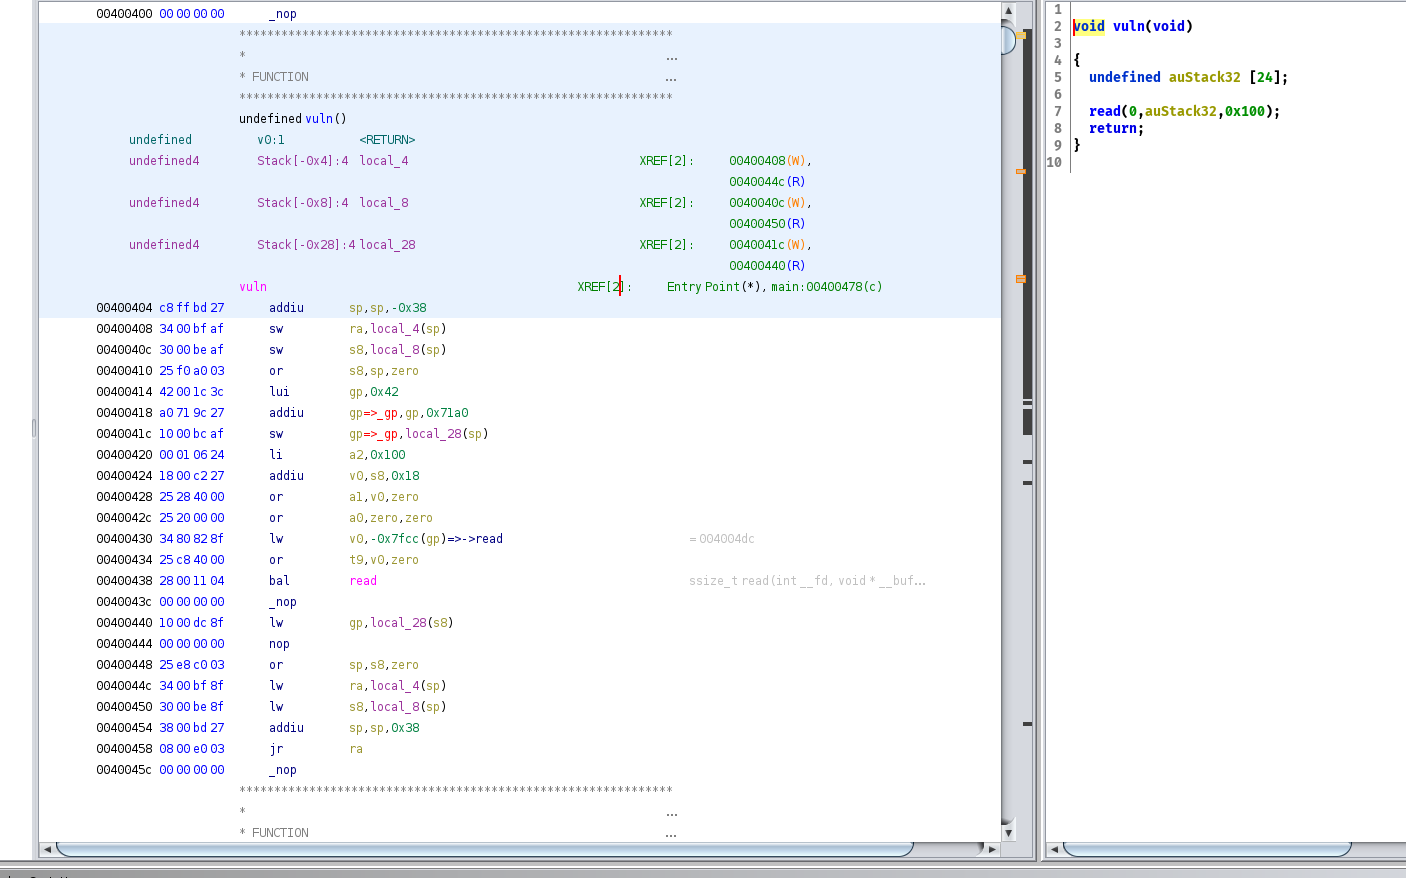 00400400 00 00 00 00 _nop
**************************************************************
* ...
* FUNCTION ...
**************************************************************
undefined vuln()
undefined v0:1 <RETURN>
undefined4 Stack[-0x4]:4 local_4 XREF[2]: 00400408(W),
0040044c(R)
undefined4 Stack[-0x8]:4 local_8 XREF[2]: 0040040c(W),
00400450(R)
undefined4 Stack[-0x28]:4 local_28 XREF[2]: 0040041c(W),
00400440(R)
vuln XREF[2]: Entry Point(*), main:00400478(c)
00400404 c8 ff bd 27 addiu sp,sp,-0x38
00400408 34 00 bf af sw ra,local_4(sp)
0040040c 30 00 be af sw s8,local_8(sp)
00400410 25 f0 a0 03 or s8,sp,zero
00400414 42 00 1c 3c lui gp,0x42
00400418 a0 71 9c 27 addiu gp=>_gp,gp,0x71a0
0040041c 10 00 bc af sw gp=>_gp,local_28(sp)
00400420 00 01 06 24 li a2,0x100
00400424 18 00 c2 27 addiu v0,s8,0x18
00400428 25 28 40 00 or a1,v0,zero
0040042c 25 20 00 00 or a0,zero,zero
00400430 34 80 82 8f lw v0,-0x7fcc(gp)=>->read = 004004dc
00400434 25 c8 40 00 or t9,v0,zero
00400438 28 00 11 04 bal read ssize_t read(int __fd, void * __buf...
0040043c 00 00 00 00 _nop
00400440 10 00 dc 8f lw gp,local_28(s8)
00400444 00 00 00 00 nop
00400448 25 e8 c0 03 or sp,s8,zero
0040044c 34 00 bf 8f lw ra,local_4(sp)
00400450 30 00 be 8f lw s8,local_8(sp)
00400454 38 00 bd 27 addiu sp,sp,0x38
00400458 08 00 e0 03 jr ra
0040045c 00 00 00 00 _nop
**************************************************************
* ...
* FUNCTION ...
1
2 void vuln(void)
3
4 {
5 undefined auStack32 [24];
6
7 read(0,auStack32,0x100);
8 return;
9 }
10